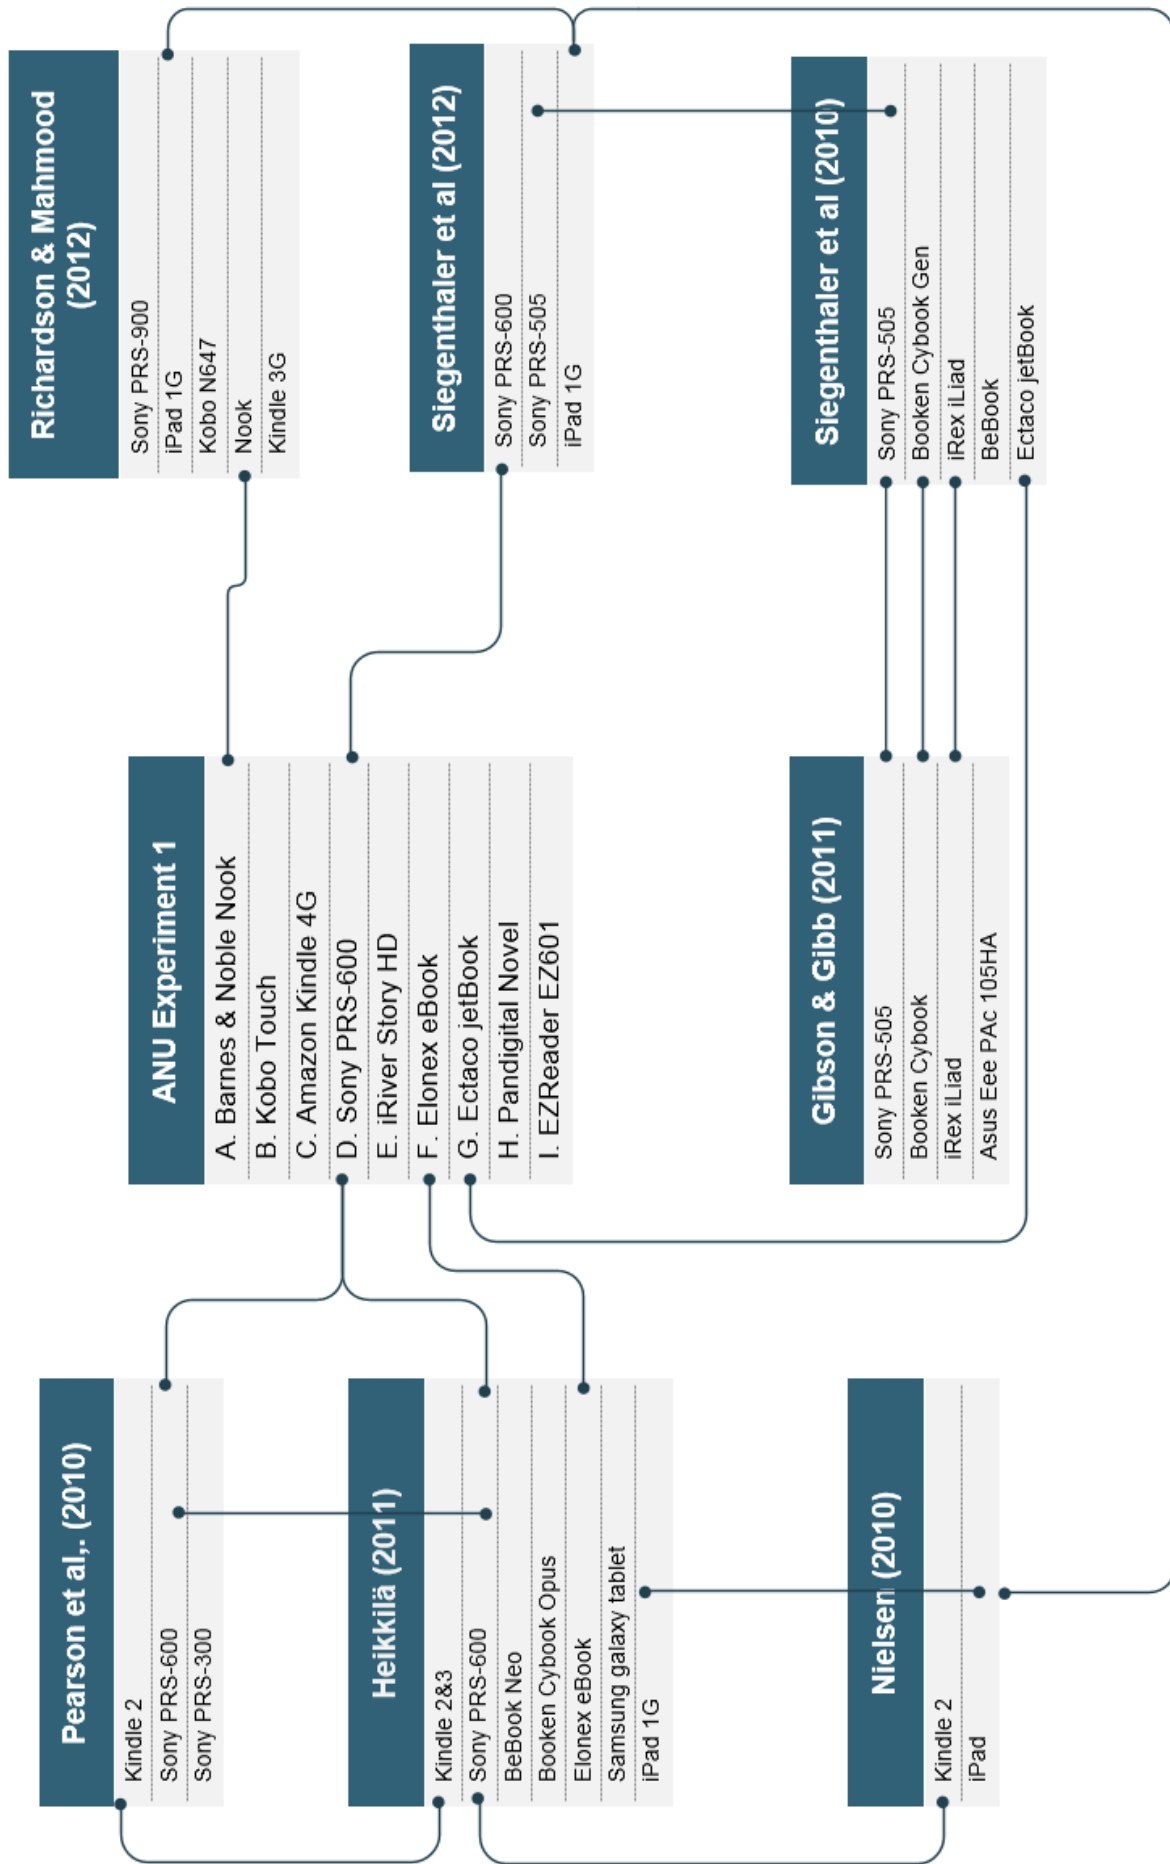 Pearson et al,. (2010)
Kindle 2
Sony PRS-600
Sony PRS-300
Heikkilä (2011)
Kindle 2&3
Sony PRS-600
BeBook Neo
Booken Cybook Opus
Elonex eBook
Samsung galaxy tablet
iPad 1G
Nielsen (2010)
Kindle 2
iPad
ANU Experiment 1
A. Barnes & Noble Nook
B. Kobo Touch
C. Amazon Kindle 4G
D. Sony PRS-600
E. iRiver Story HD
F. Elonex eBook
G. Ectaco jetBook
H. Pandigital Novel
I. EZReader EZ601
Gibson & Gibb (2011)
Sony PRS-505
Booken Cybook
iRex iLiad
Asus Eee PAc 105HA
Richardson & Mahmood
(2012)
Sony PRS-900
iPad 1G
Kobo N647
Nook
Kindle 3G
Siegenthaler et al (2012)
Sony PRS-600
Sony PRS-505
iPad 1G
Siegenthaler et al (2010)
Sony PRS-505
Booken Cybook Gen
iRex iLiad
BeBook
Ectaco jetBook